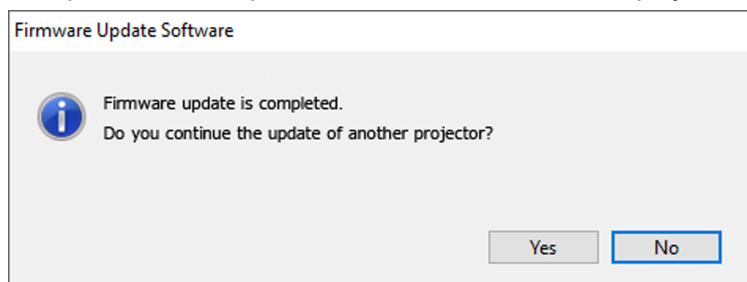 Firmware Update Software
Firmware update is completed.
Do you continue the update of another projector?
Yes No